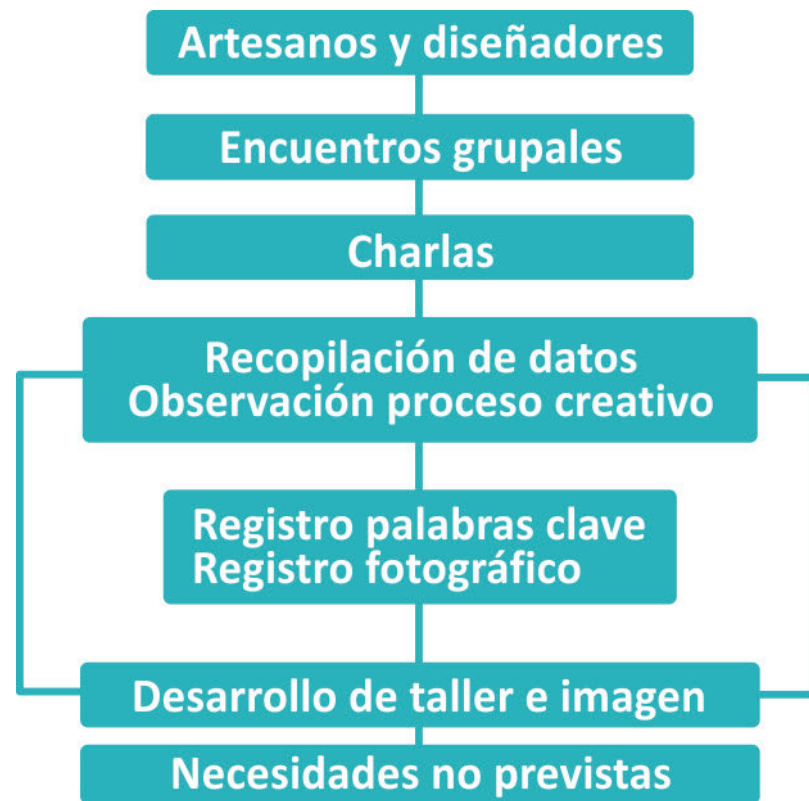 Artesanos y diseñadores
Encuentros grupales
Charlas
Recopilación de datos
Observación proceso creativo
Registro palabras clave
Registro fotográfico
Desarrollo de taller e imagen
Necesidades no previstas